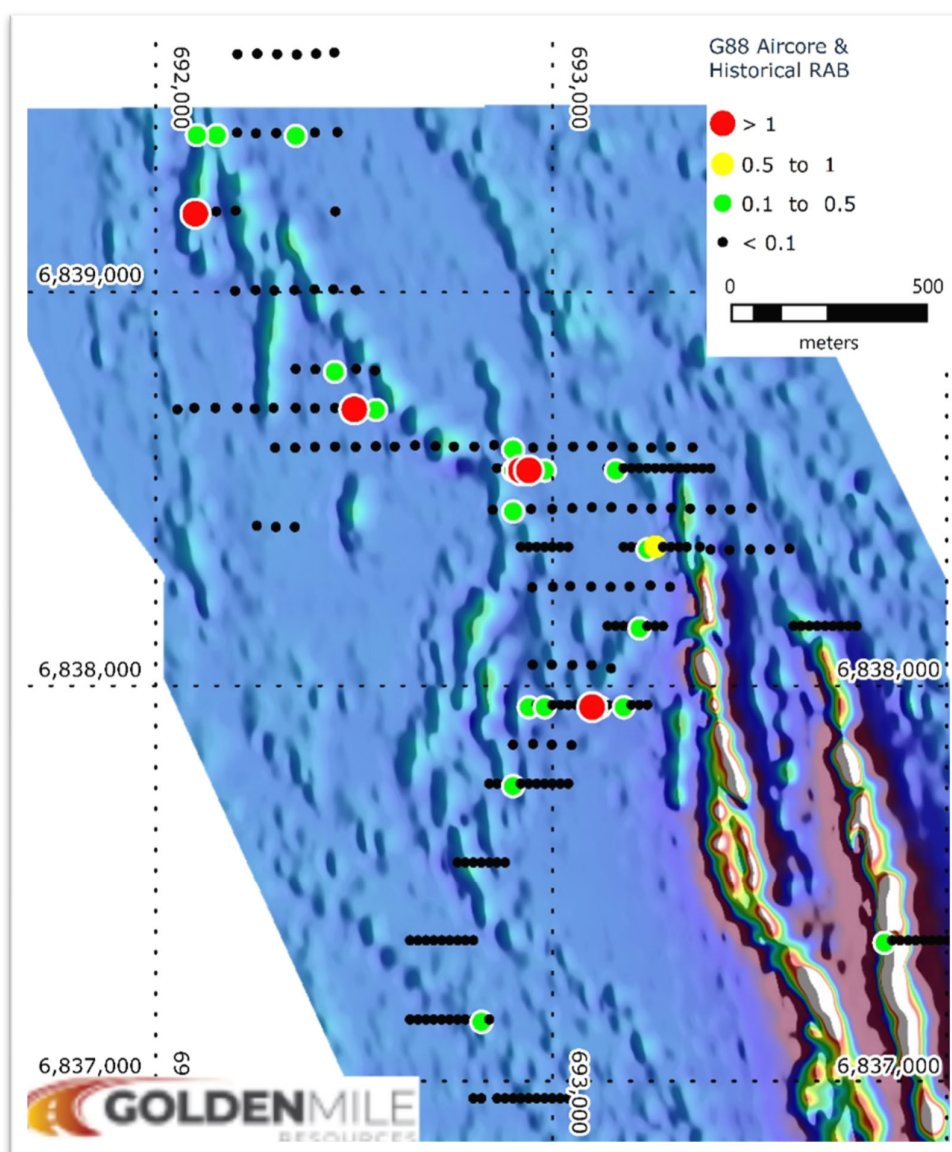 G88 Aircore &
Historical RAB
> 1
0.5 to 1
0.1 to 0.5
< 0.1
0 500
meters
692,000
693,000
6,839,000
6,838,000
6,838,000
6,837,000
69
6,837,000
693,000
GOLDENMILE
RESOURCES